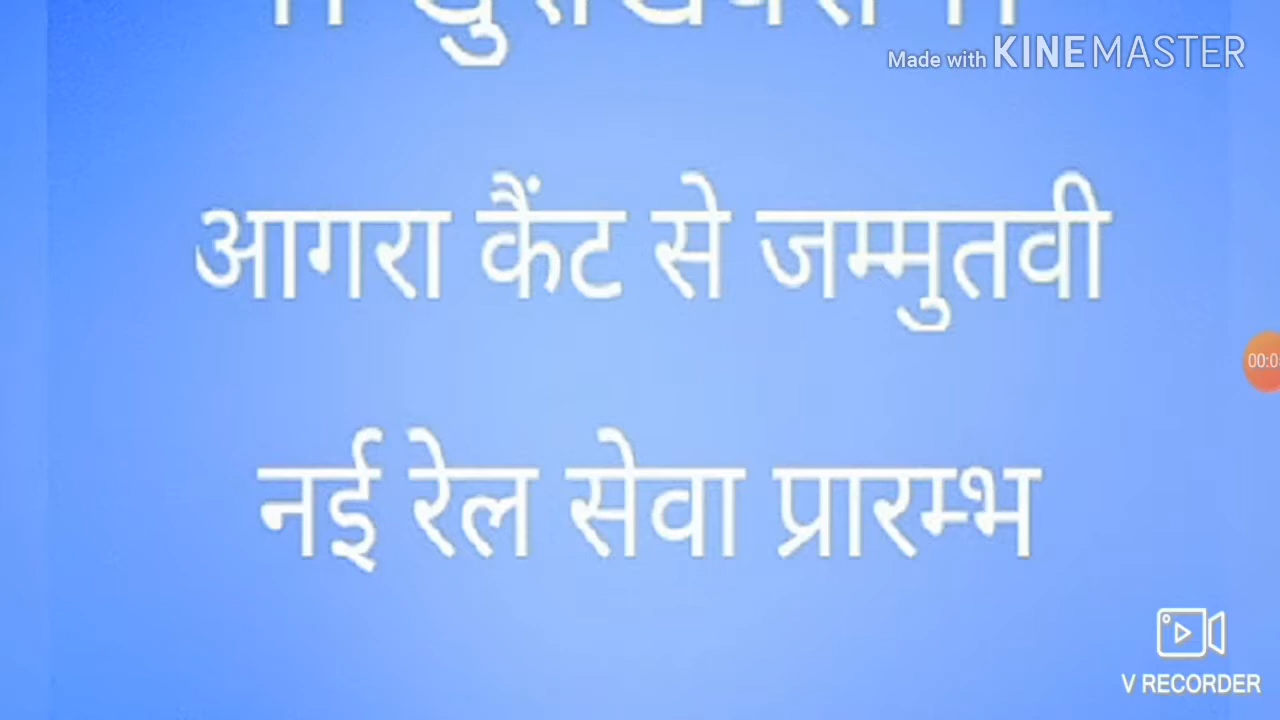 Made with KINEMASTER
आगरा कैंट से जम्मुतवी
नई रेल सेवा प्रारम्भ
V RECORDER